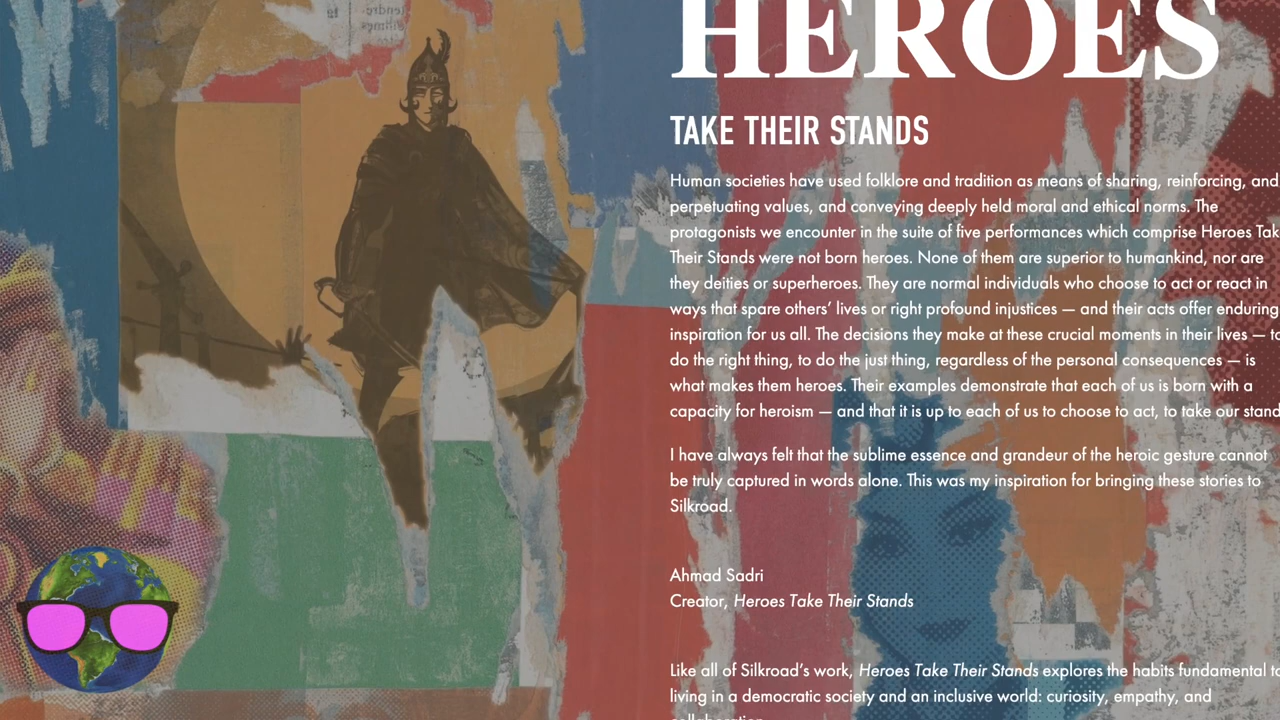 HEROES
TAKE THEIR STANDS
Human societies have used folklore and tradition as means of sharing, reinforcing, and
perpetuating values, and conveying deeply held moral and ethical norms. The
protagonists we encounter in the suite of five performances which comprise Heroes Tak
Their Stands were not born heroes. None of them are superior to humankind, nor are
they deities or superheroes. They are normal individuals who choose to act or react in
ways that spare others’ lives or right profound injustices — and their acts offer enduring
inspiration for us all. The decisions they make at these crucial moments in their lives — to
do the right thing, to do the just thing, regardless of the personal consequences — is
what makes them heroes. Their examples demonstrate that each of us is born with a
capacity for heroism — and that it is up to each of us to choose to act, to take our stand
I have always felt that the sublime essence and grandeur of the heroic gesture cannot
be truly captured in words alone. This was my inspiration for bringing these stories to
Silkroad.
Ahmad Sadri
Creator, Heroes Take Their Stands
Like all of Silkroad’s work, Heroes Take Their Stands explores the habits fundamental to
living in a democratic society and an inclusive world: curiosity, empathy, and
collaboration.